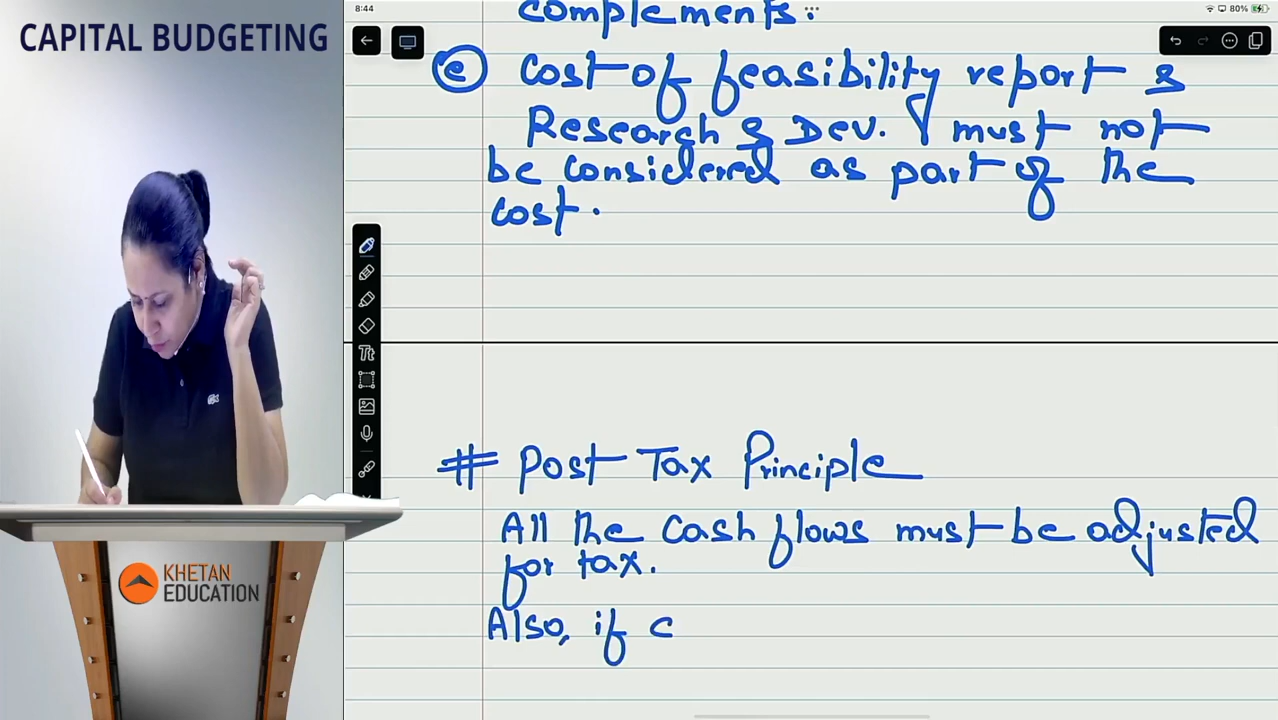 CAPITAL BUDGETING
8:44
80%
complements.
e Cost of feasibility report &
Research & Dev. must not
be considered as part of the
cost.
# Post Tax Principle
All the cash flows must be adjusted
for tax.
Also, if c
Tt
KHETAN
EDUCATION